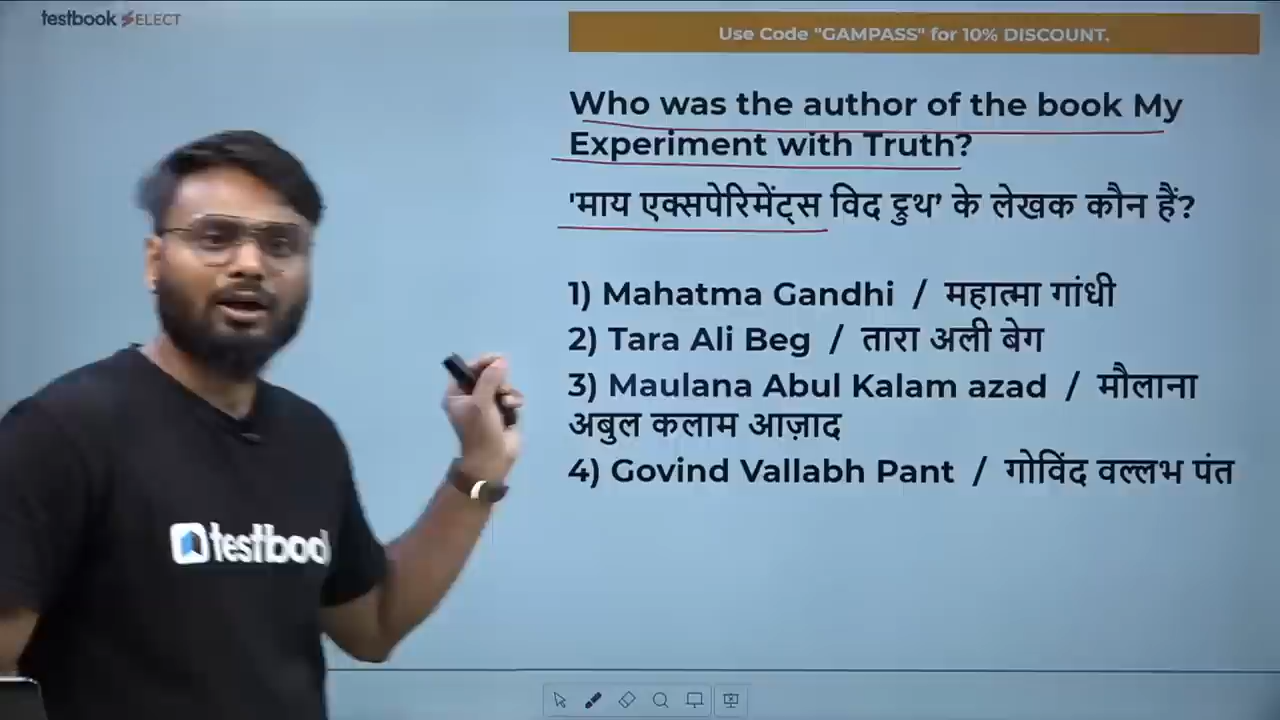 testbook SELECT
Use Code "GAMPASS" for 10% DISCOUNT.
Who was the author of the book My
Experiment with Truth?
'माय एक्सपेरिमेंट्स विद ट्रुथ' के लेखक कौन हैं?
1) Mahatma Gandhi / महात्मा गांधी
2) Tara Ali Beg / तारा अली बेग
3) Maulana Abul Kalam azad / मौलाना
अबुल कलाम आज़ाद
4) Govind Vallabh Pant / गोविंद वल्लभ पंत
testbook